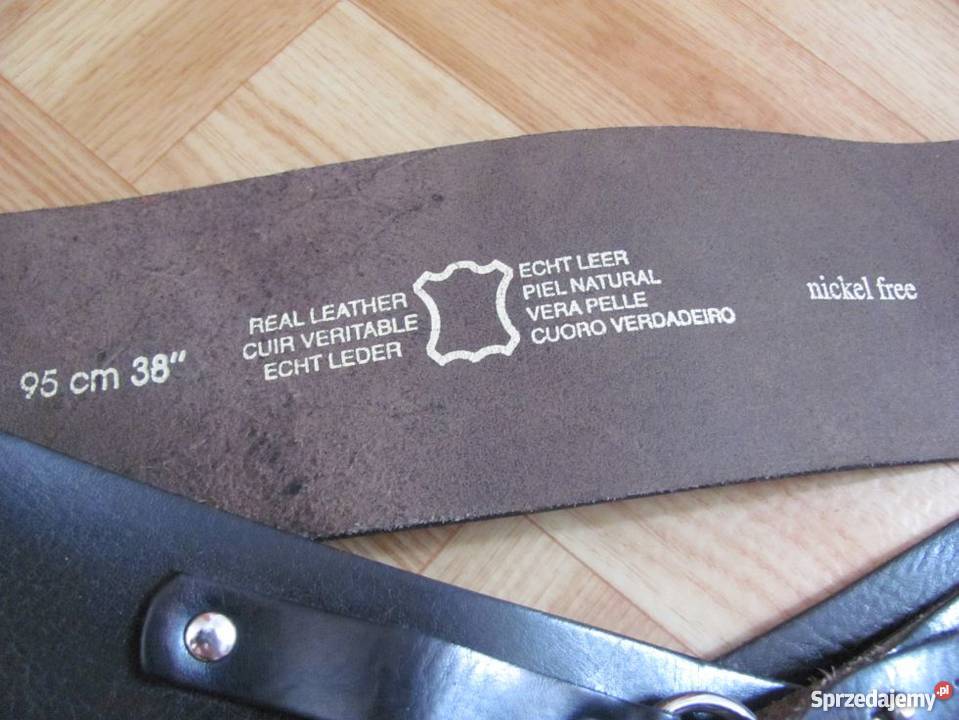 95 cm 38"
REAL LEATHER
CUIR VERITABLE
ECHT LEDER
ECHT LEER
PIEL NATURAL
VERA PELLE
CUORO VERDADEIRO
nickel free
Sprzedajemy.pl